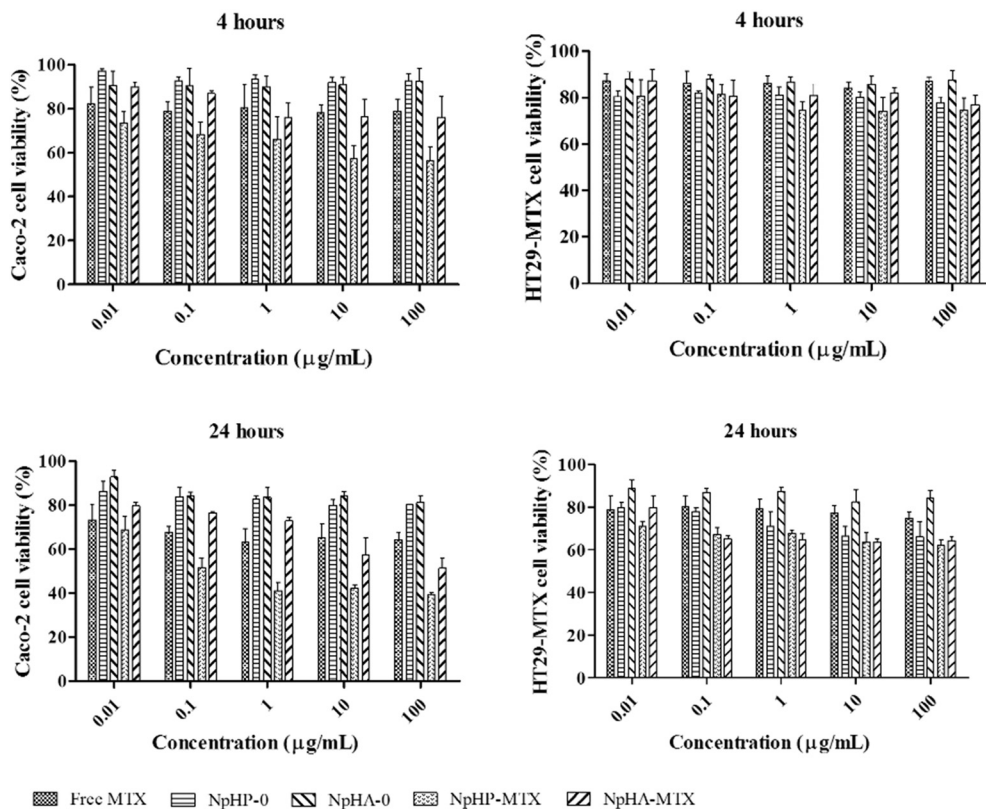 4 hours
Caco-2 cell viability (%)
100
80
60
40
20
0
0.01 0.1 1 10 100
Concentration (μg/mL)
4 hours
HT29-MTX cell viability (%)
100
80
60
40
20
0
0.01 0.1 1 10 100
Concentration (μg/mL)
24 hours
Caco-2 cell viability (%)
100
80
60
40
20
0
0.01 0.1 1 10 100
Concentration (μg/mL)
24 hours
HT29-MTX cell viability (%)
100
80
60
40
20
0
0.01 0.1 1 10 100
Concentration (μg/mL)
Free MTX NpHP-0 NpHA-0 NpHP-MTX NpHA-MTX